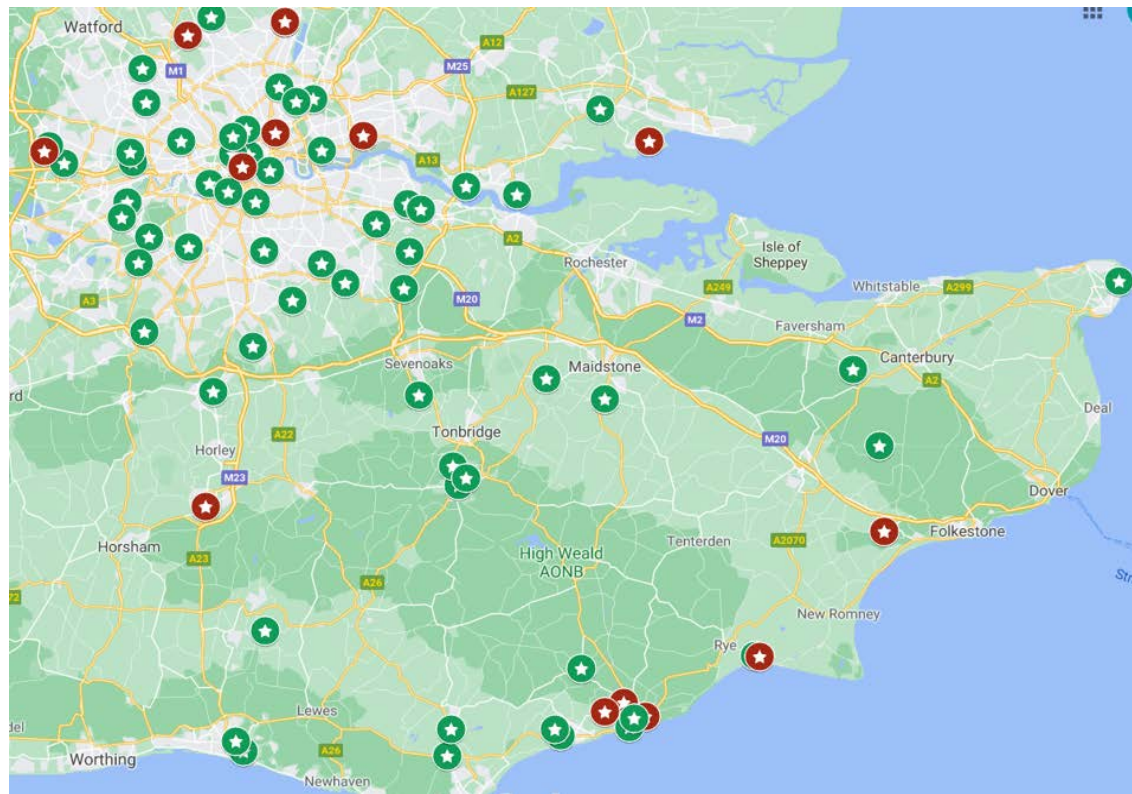 Watford
A12
M25
M1
A127
A13
A2
Isle of
Sheppey
Rochester
A3
M20
A249
Whitstable
A299
M2
Faversham
Sevenoaks
Maidstone
Canterbury
rd
A2
Deal
A22
Tonbridge
Horley
M20
M23
Dover
Folkestone
Horsham
A23
High Weald
AONB
Tenterden
A2070
A26
72
New Romney
Rye
Lewes
del
A26
Worthing
Newhaven